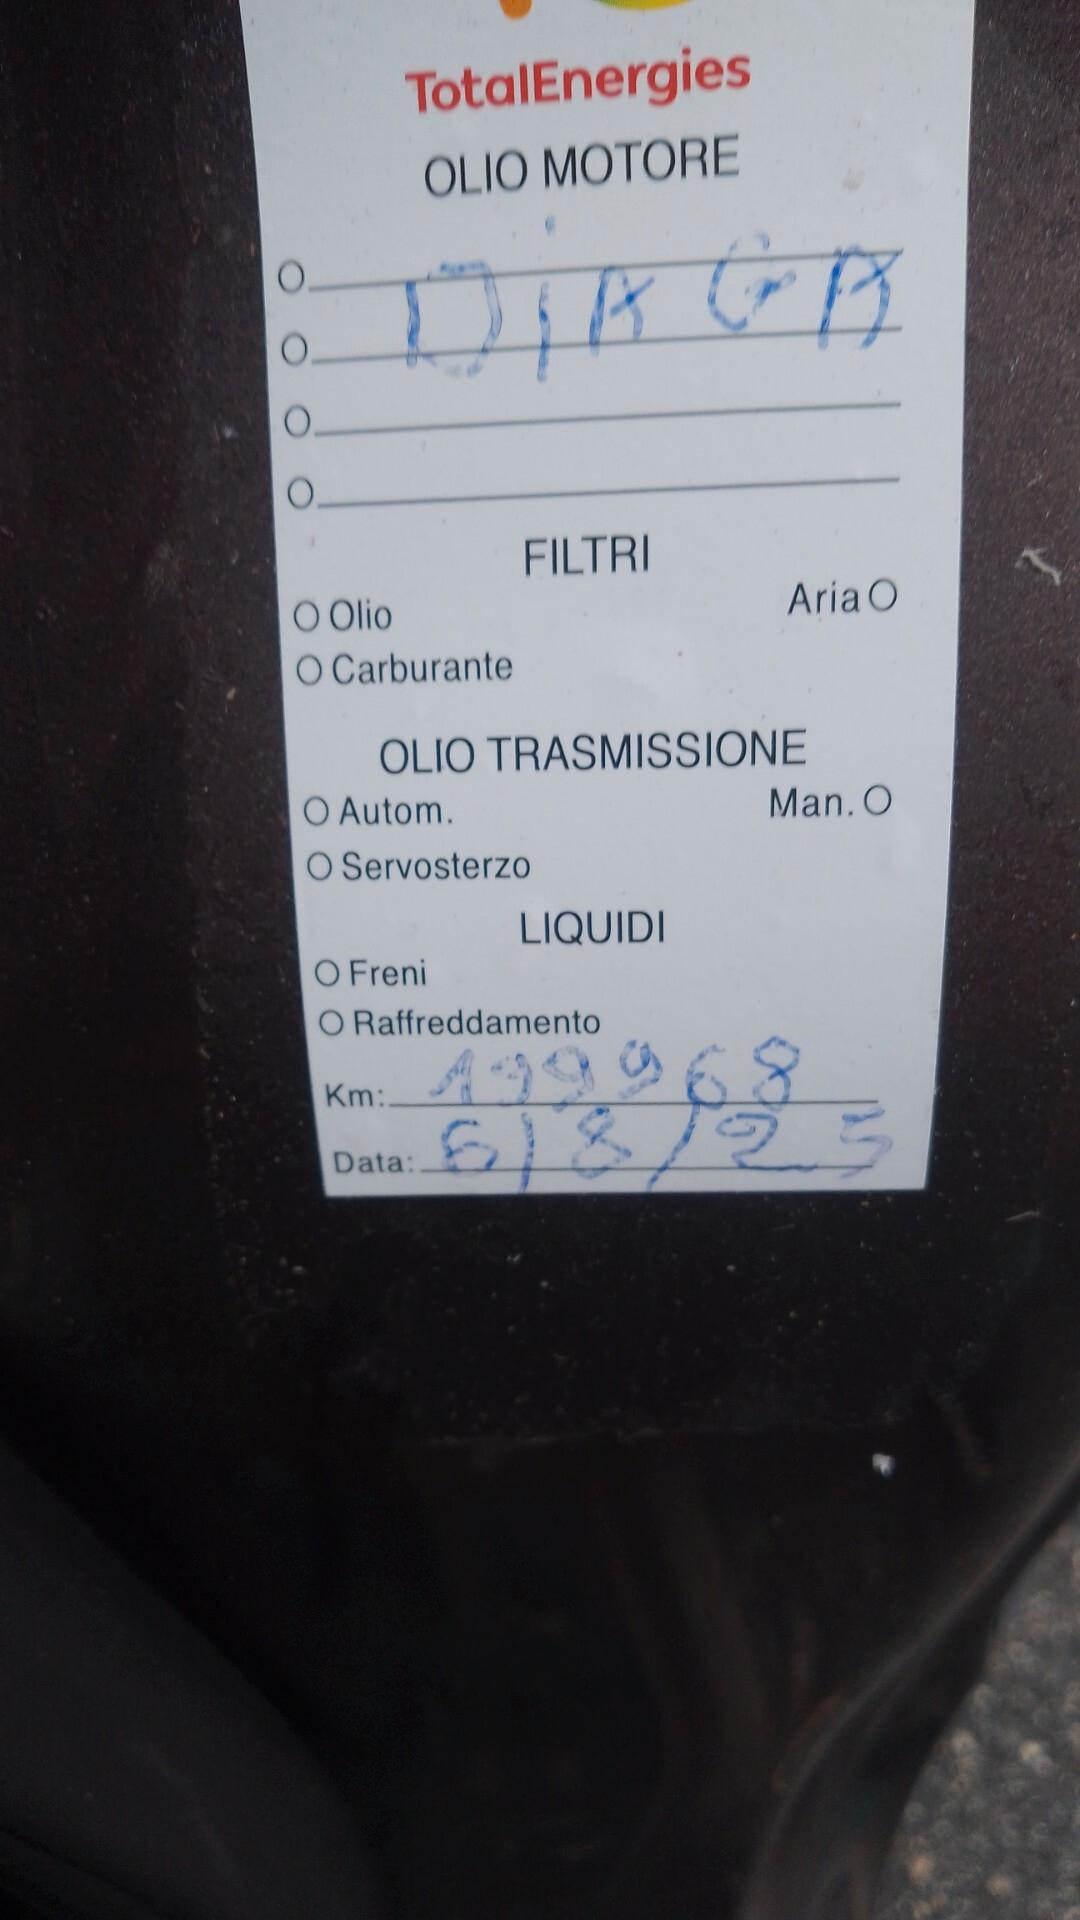 TotalEnergies
OLIO MOTORE
FILTRI
Olio
Aria
Carburante
OLIO TRASMISSIONE
Autom.
Man.
Servosterzo
LIQUIDI
Freni
Raffreddamento
Km: 199968
Data: 6/8/25